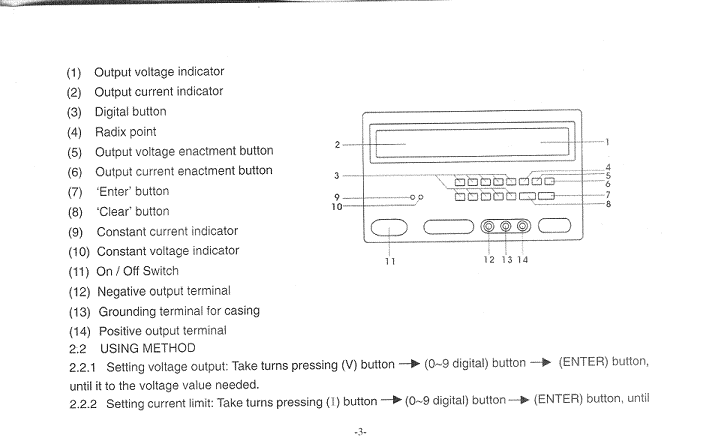 (1) Output voltage indicator
(2) Output current indicator
(3) Digital button
(4) Radix point
(5) Output voltage enactment button
(6) Output current enactment button
(7) 'Enter' button
(8) 'Clear' button
(9) Constant current indicator
(10) Constant voltage indicator
(11) On / Off Switch
(12) Negative output terminal
(13) Grounding terminal for casing
(14) Positive output terminal
2
1
3
4
5
6
9
7
10
8
11
12 13 14
2.2 USING METHOD
2.2.1 Setting voltage output: Take turns pressing (V) button → (0~9 digital) button → (ENTER) button,
until it to the voltage value needed.
2.2.2 Setting current limit: Take turns pressing (I) button → (0~9 digital) button → (ENTER) button, until
-3-